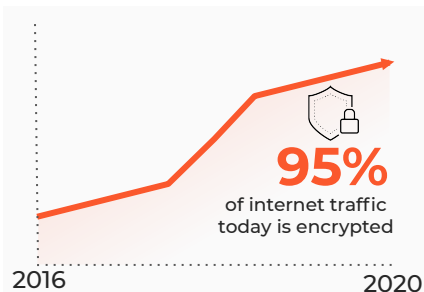 95%
of internet traffic
today is encrypted
2016
2020